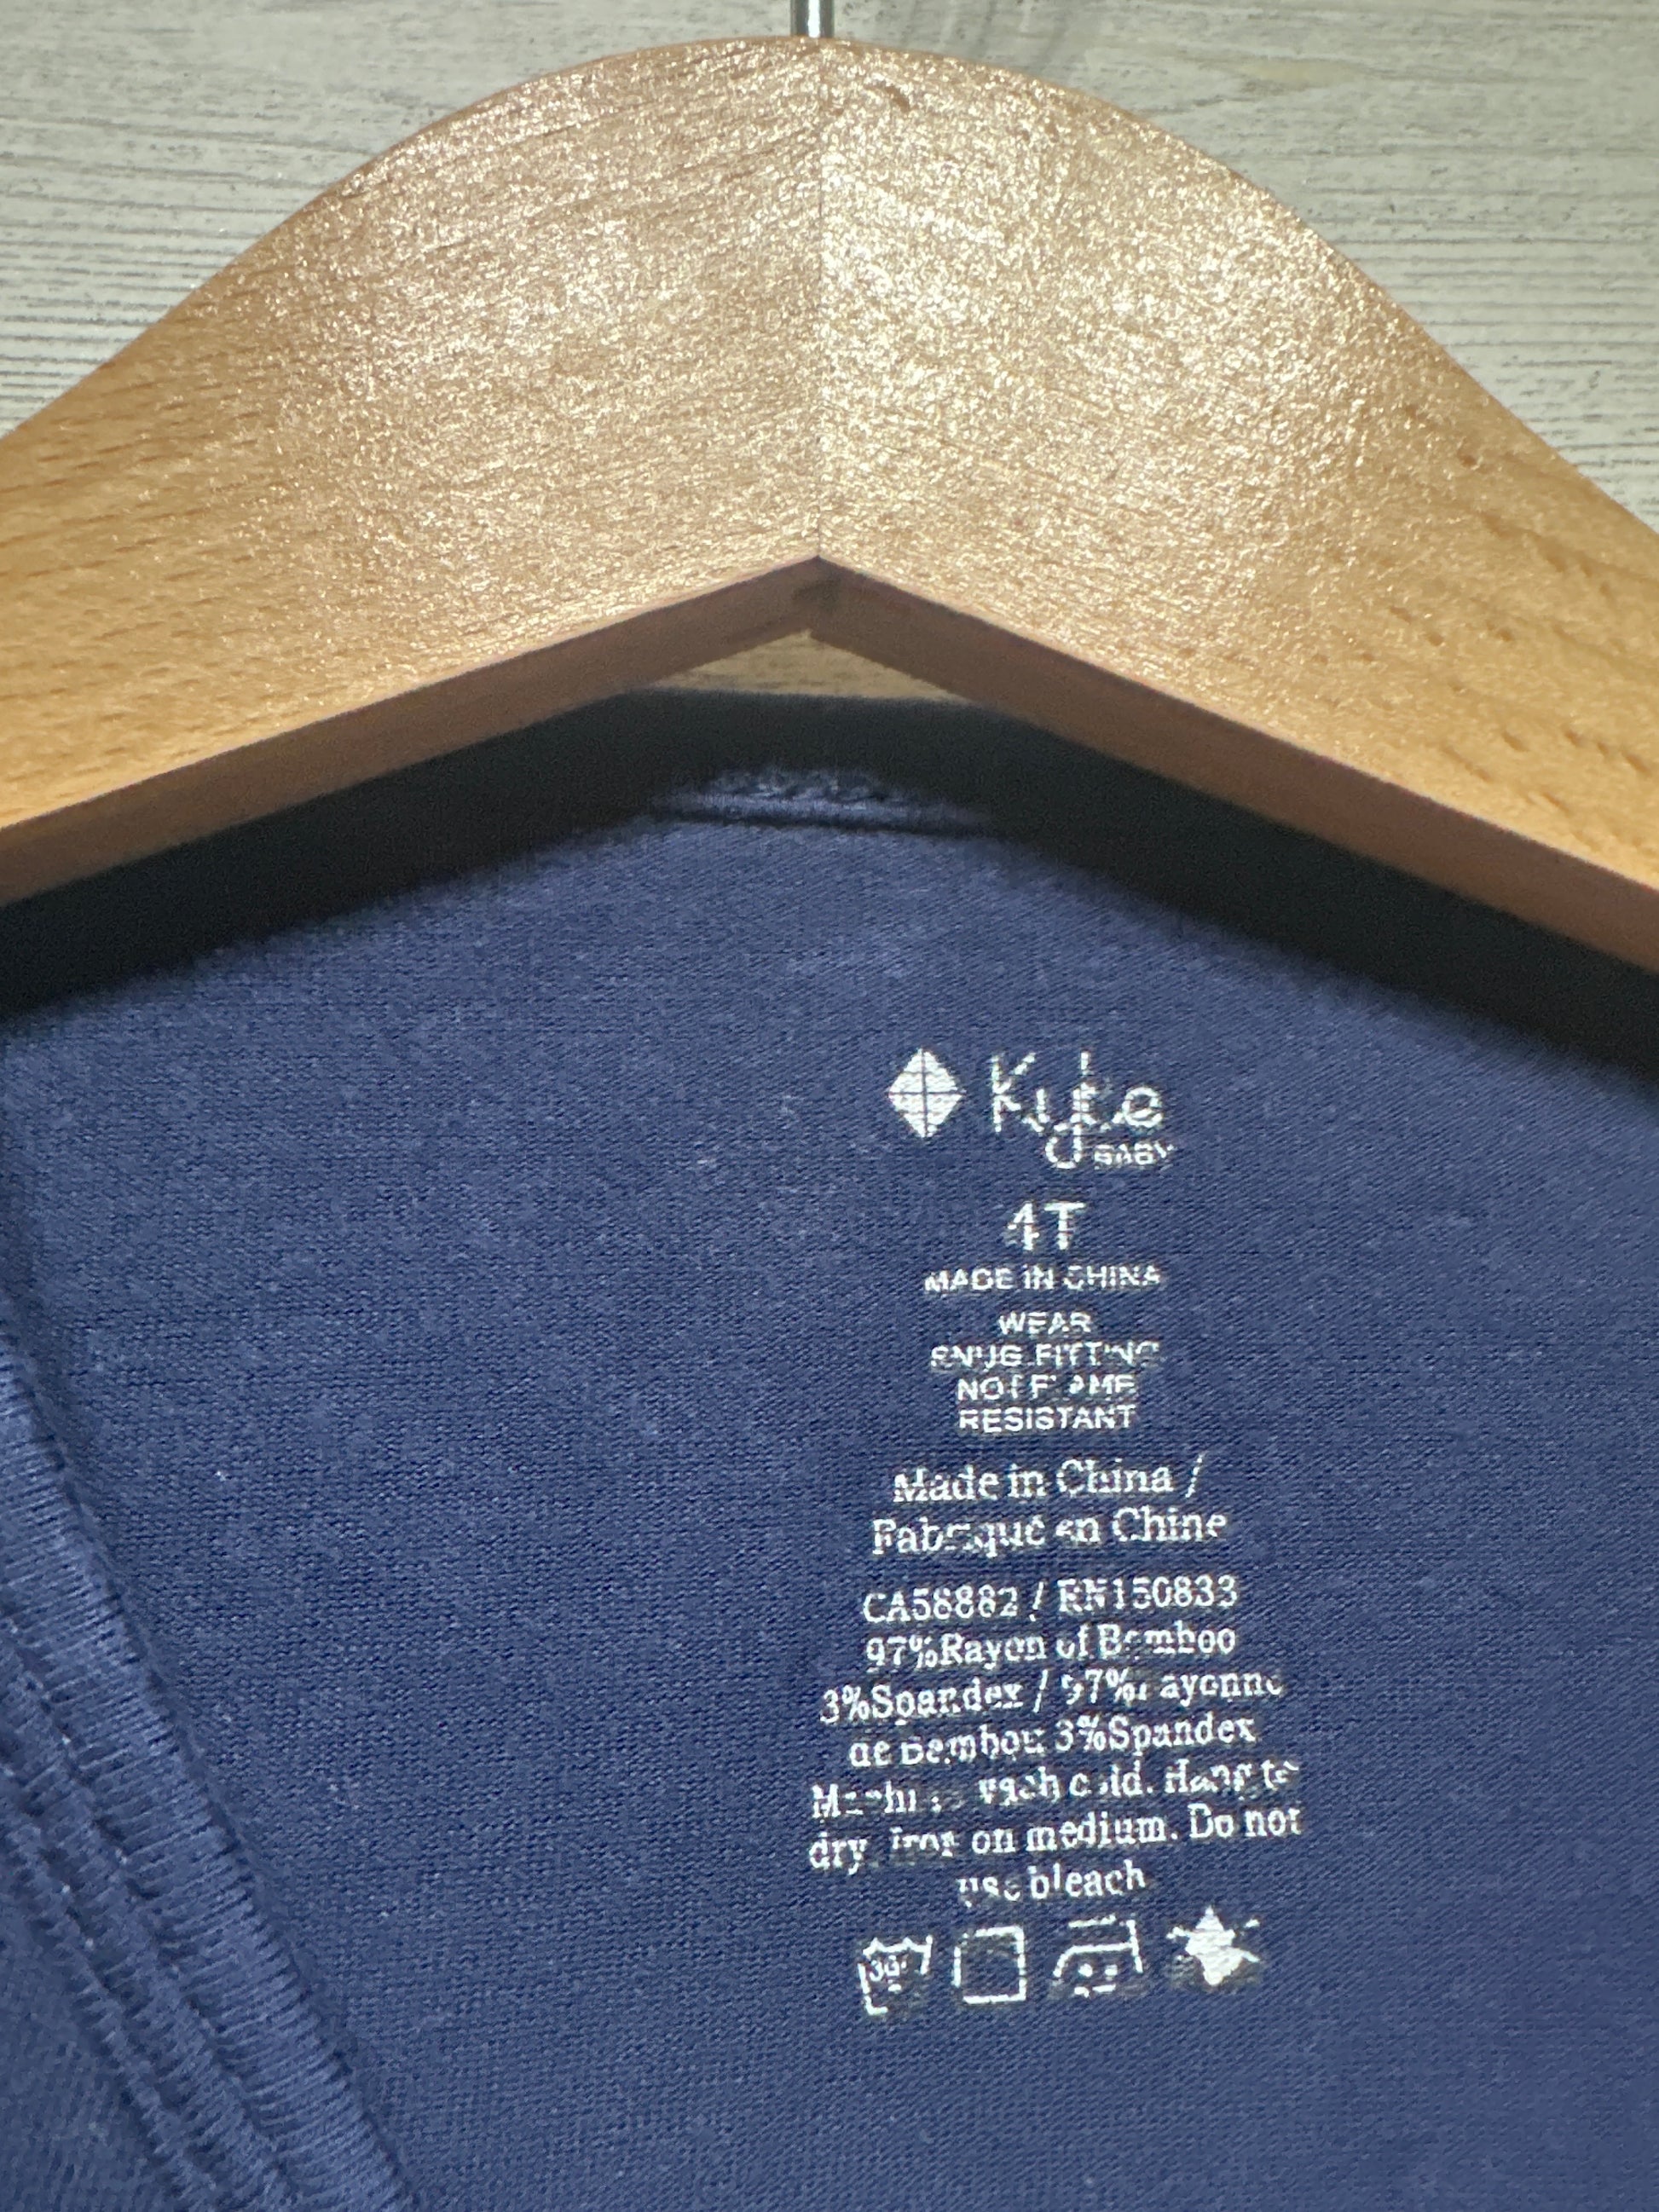 Kyte
BABY
4T
MADE IN CHINA
WEAR
SNUG-FITTING
NOT FLAME
RESISTANT
Made in China /
Fabriqué en Chine
CA58882 / RN150833
97%Rayon of Bamboo
3%Spandex / 97%rayonne
de Bambou 3%Spandex
Machine wash cold. Hang to
dry. Iron on medium. Do not
use bleach
30°